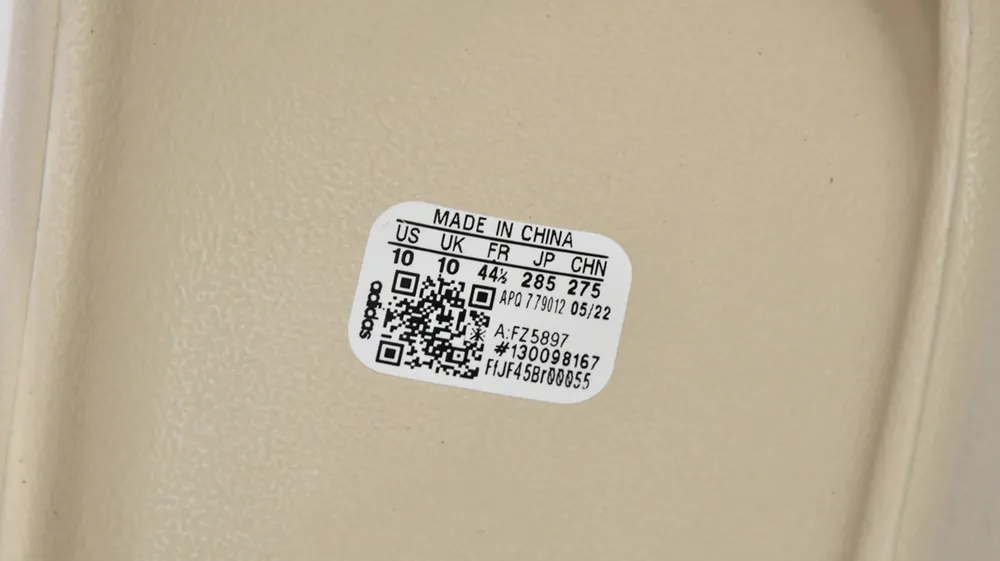 MADE IN CHINA
US UK FR JP CHN
10 10 44½ 285 275
adidas
APQ 779012 05/22
A:FZ5897
#130098167
FfJF45Br00055